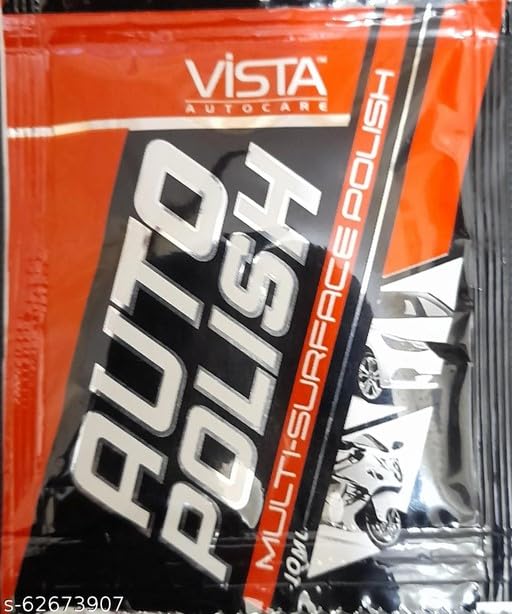 VISTA
AUTOCARE
AUTO
POLISH
MULTI-SURFACE POLISH
10ML
s-62673907